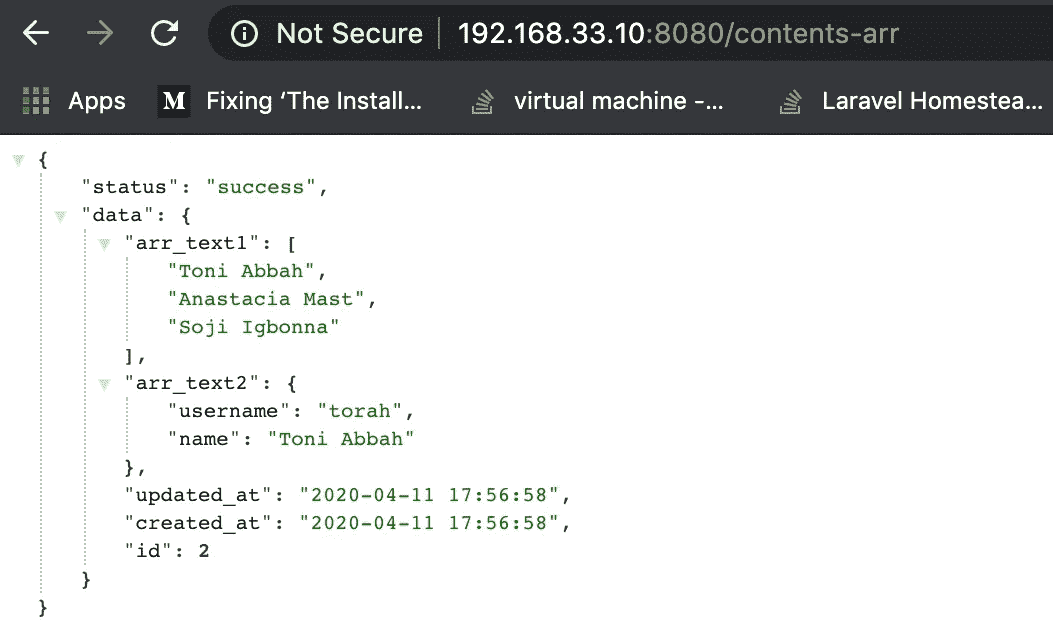 Not Secure 192.168.33.10:8080/contents-arr
Apps M Fixing ‘The Install... virtual machine -... Laravel Homestea...
{
"status": "success",
"data": {
"arr_text1": [
"Toni Abbah",
"Anastacia Mast",
"Soji Igbonna"
],
"arr_text2": {
"username": "torah",
"name": "Toni Abbah"
},
"updated_at": "2020-04-11 17:56:58",
"created_at": "2020-04-11 17:56:58",
"id": 2
}
}